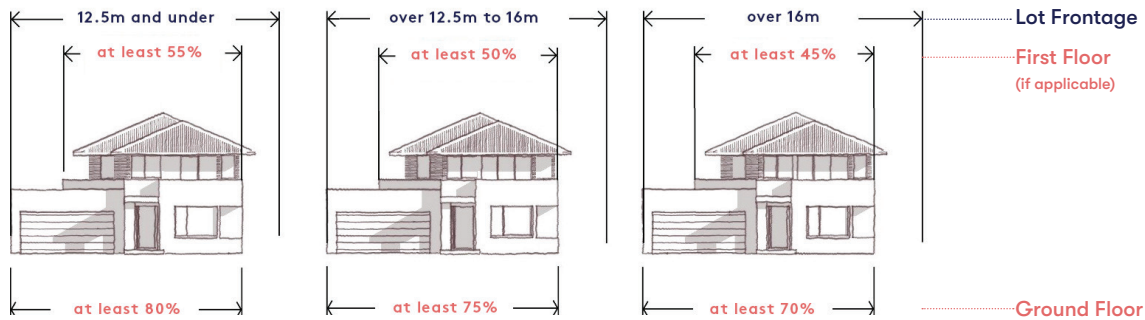 12.5m and under
over 12.5m to 16m
over 16m
Lot Frontage
at least 55%
at least 50%
at least 45%
First Floor
(if applicable)
at least 80%
at least 75%
at least 70%
Ground Floor